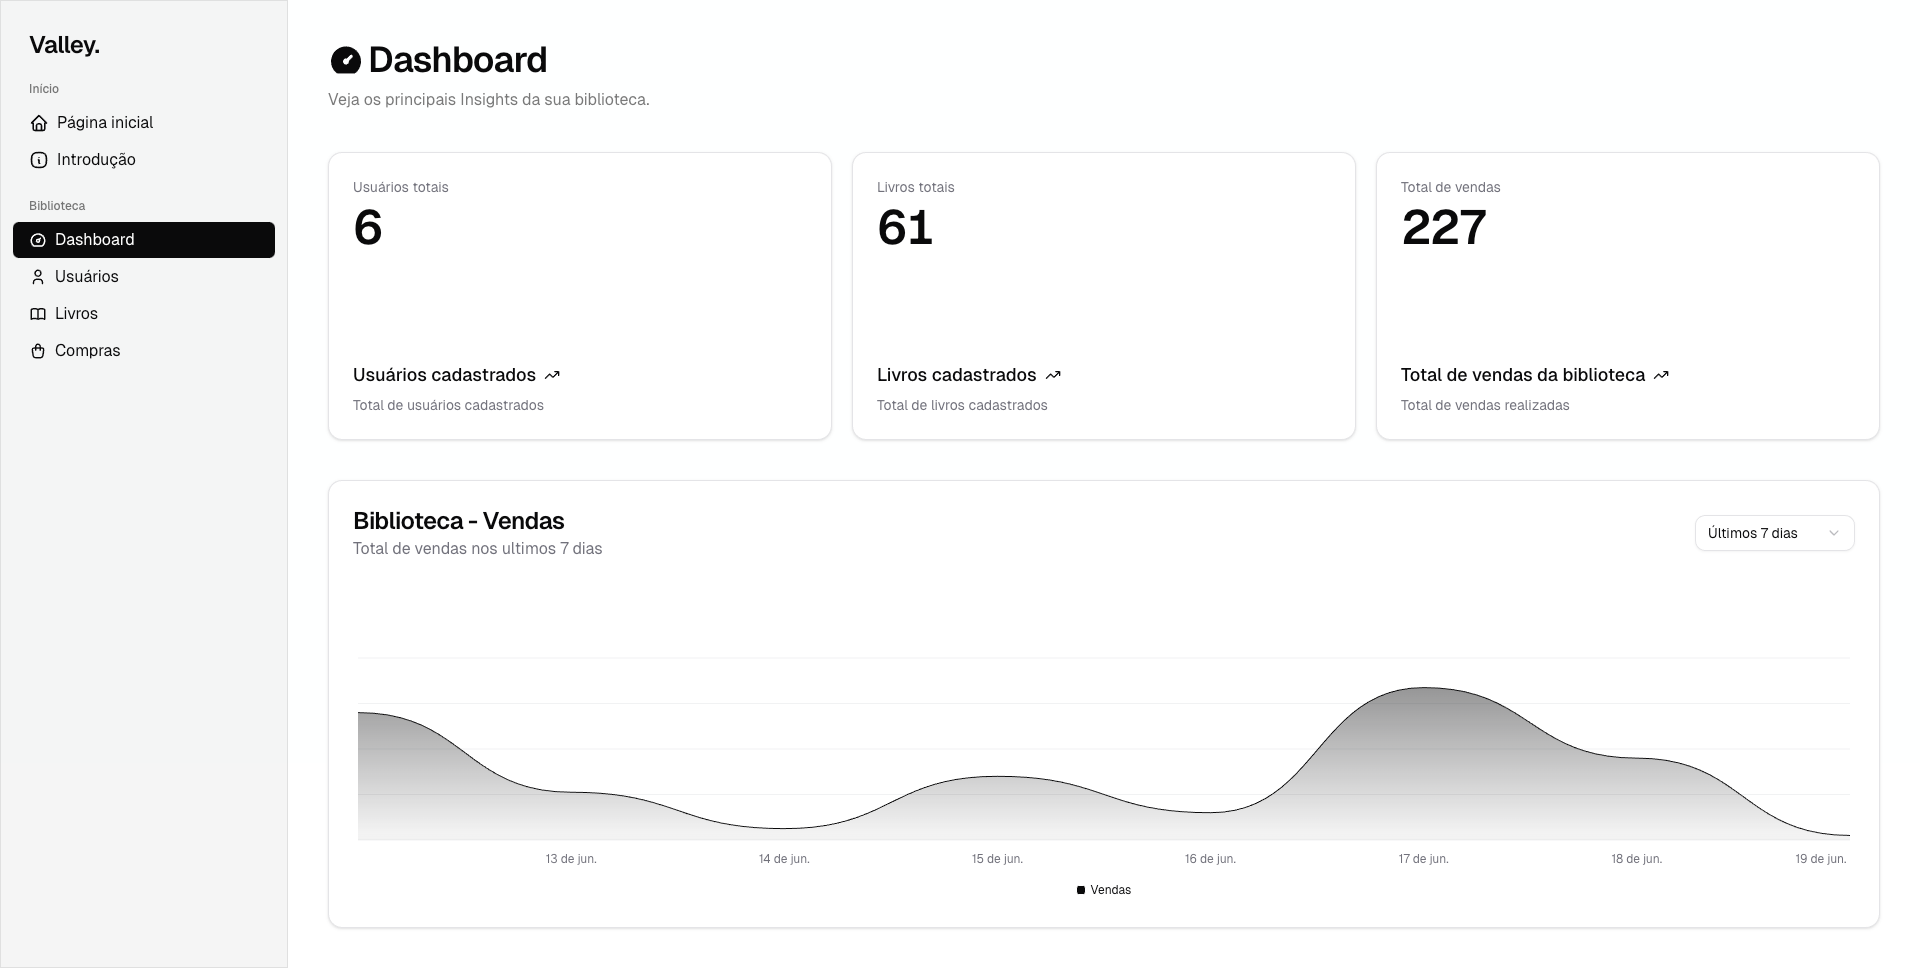 Valley.
Início
Página inicial
Introdução
Biblioteca
Dashboard
Usuários
Livros
Compras
Dashboard
Veja os principais Insights da sua biblioteca.
Usuários totais
6
Usuários cadastrados
Total de usuários cadastrados
Livros totais
61
Livros cadastrados
Total de livros cadastrados
Total de vendas
227
Total de vendas da biblioteca
Total de vendas realizadas
Biblioteca - Vendas
Total de vendas nos ultimos 7 dias
Últimos 7 dias
13 de jun. 14 de jun. 15 de jun. 16 de jun. 17 de jun. 18 de jun. 19 de jun.
Vendas